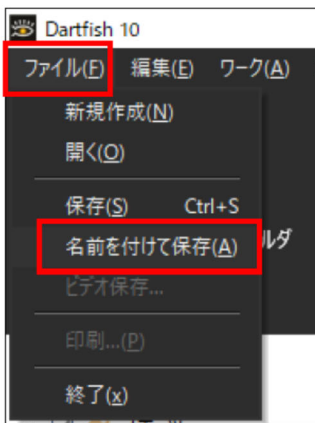 Dartfish 10
ファイル(F) 編集(E) ワーク(A)
新規作成(N)
開く(O)
保存(S) Ctrl+S
名前を付けて保存(A) ルダ
ビデオ保存...
印刷...(P)
終了(x)